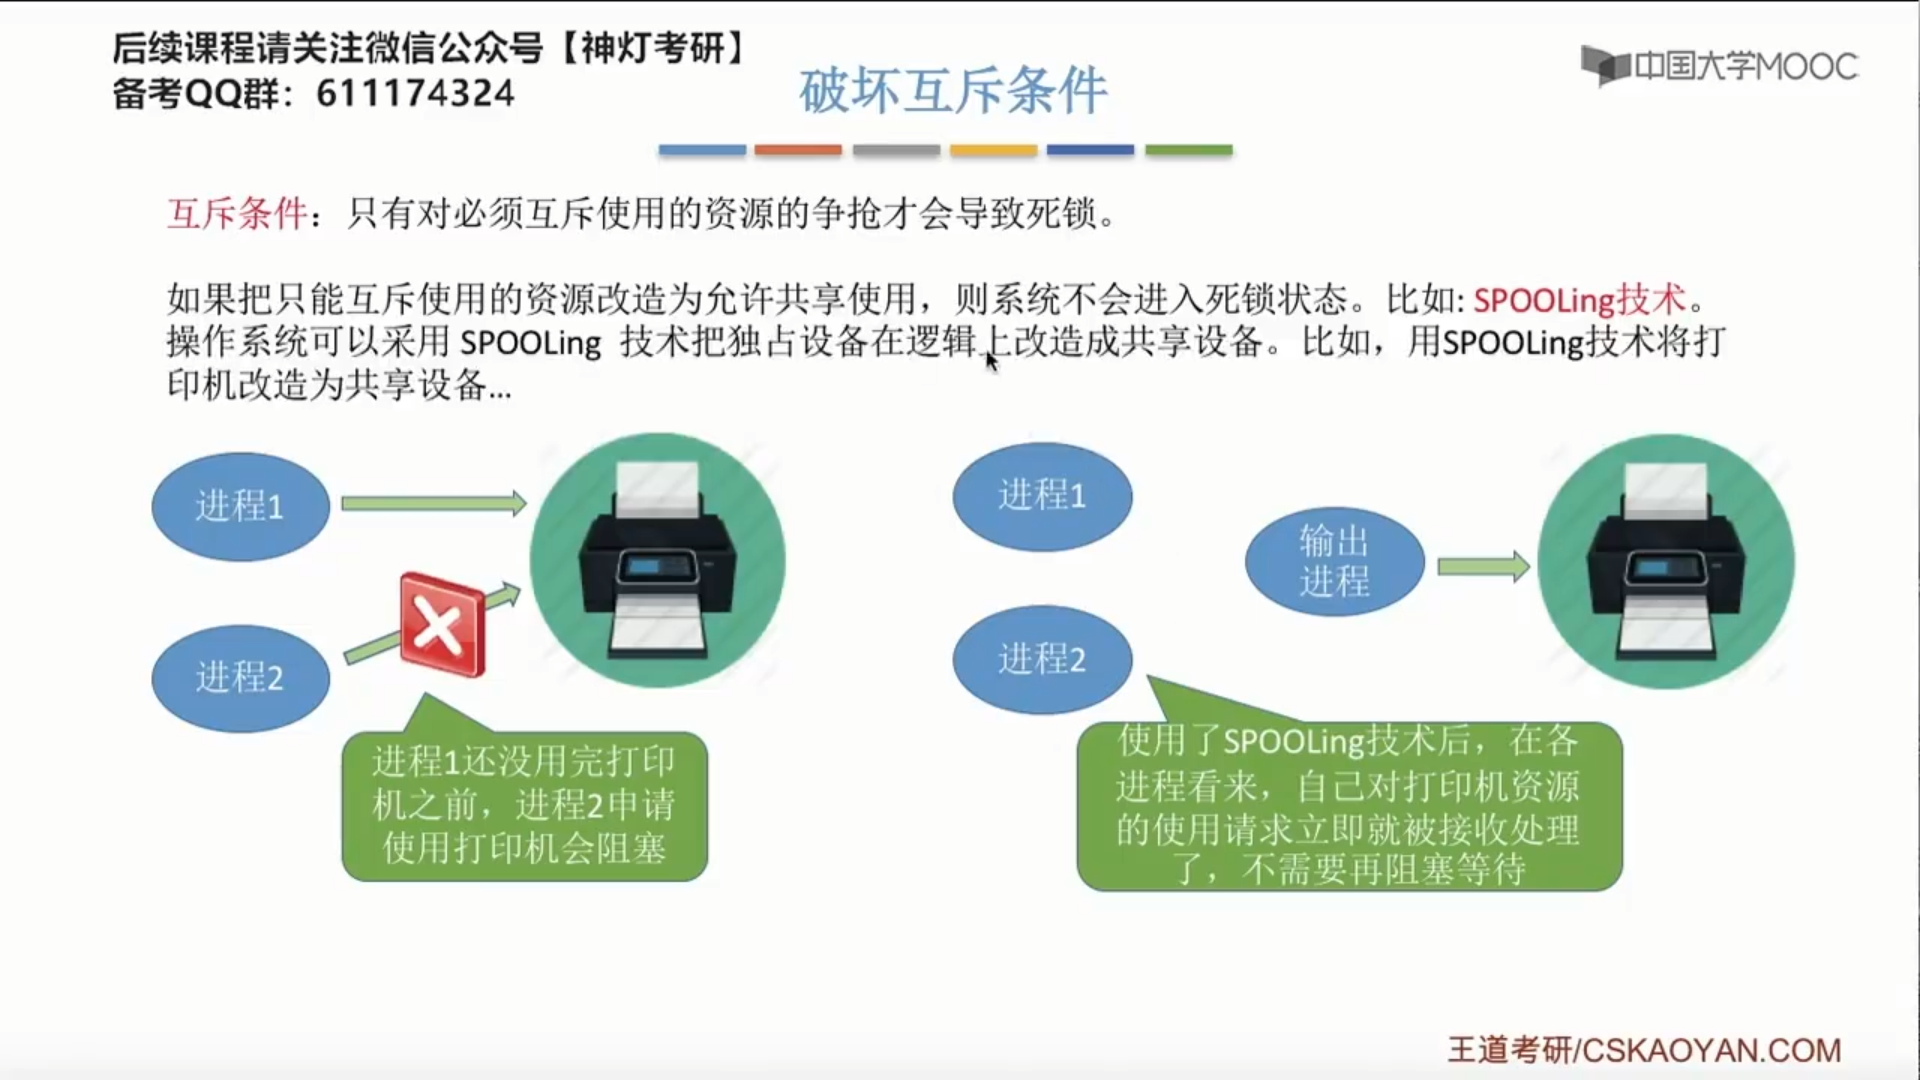 后续课程请关注微信公众号【神灯考研】
备考QQ群：611174324
中国大学MOOC
破坏互斥条件
互斥条件：只有对必须互斥使用的资源的争抢才会导致死锁。
如果把只能互斥使用的资源改造为允许共享使用，则系统不会进入死锁状态。比如: SPOOLing技术。
操作系统可以采用 SPOOLing 技术把独占设备在逻辑上改造成共享设备。比如，用SPOOLing技术将打
印机改造为共享设备...
进程1
进程2
进程1还没用完打印
机之前，进程2申请
使用打印机会阻塞
进程1
进程2
输出
进程
使用了SPOOLing技术后，在各
进程看来，自己对打印机资源
的使用请求立即就被接收处理
了，不需要再阻塞等待
王道考研/CSKAOYAN.COM